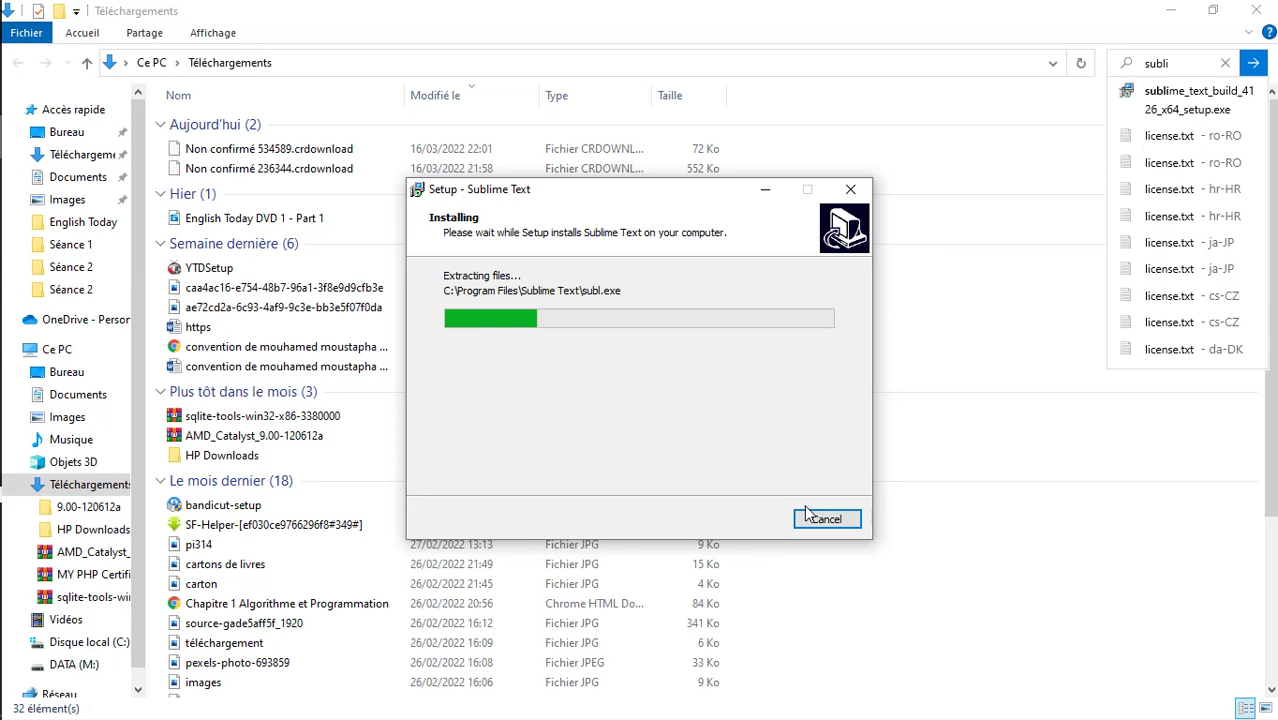 Téléchargements
Fichier
Accueil
Partage
Affichage
Ce PC
Téléchargements
subli
Nom
Modifié le
Type
Taille
Accès rapide
Bureau
Téléchargeme
Documents
Images
English Today
Séance 1
Séance 2
Séance 2
OneDrive - Person
Ce PC
Bureau
Documents
Images
Musique
Objets 3D
Téléchargements
9.00-120612a
HP Downloads
AMD_Catalyst_
MY PHP Certifi
sqlite-tools-win
Vidéos
Disque local (C:)
DATA (M:)
Réseau
Aujourd'hui (2)
Non confirmé 534589.crdownload 16/03/2022 22:01 Fichier CRDOWNL... 72 Ko
Non confirmé 236344.crdownload 16/03/2022 21:58 Fichier CRDOWNL... 552 Ko
Hier (1)
English Today DVD 1 - Part 1
Semaine dernière (6)
YTDSetup
caa4ac16-e754-48b7-96a1-3f8e9d9cfb3e
ae72cd2a-6c93-4af9-9c3e-bb3e5f07f0da
https
convention de mouhamed moustapha ...
convention de mouhamed moustapha ...
Plus tôt dans le mois (3)
sqlite-tools-win32-x86-3380000
AMD_Catalyst_9.00-120612a
HP Downloads
Le mois dernier (18)
bandicut-setup
SF-Helper-[ef030ce9766296f8#349#]
pi314 27/02/2022 13:13 Fichier JPG 9 Ko
cartons de livres 26/02/2022 21:49 Fichier JPG 15 Ko
carton 26/02/2022 21:45 Fichier JPG 4 Ko
Chapitre 1 Algorithme et Programmation 26/02/2022 20:56 Chrome HTML Do... 84 Ko
source-gade5aff5f_1920 26/02/2022 16:12 Fichier JPG 341 Ko
téléchargement 26/02/2022 16:09 Fichier JPG 6 Ko
pexels-photo-693859 26/02/2022 16:08 Fichier JPEG 33 Ko
images 26/02/2022 16:06 Fichier JPG 9 Ko
Setup - Sublime Text
Installing
Please wait while Setup installs Sublime Text on your computer.
Extracting files...
C:\Program Files\Sublime Text\subl.exe
Cancel
sublime_text_build_41
26_x64_setup.exe
license.txt - ro-RO
license.txt - ro-RO
license.txt - hr-HR
license.txt - hr-HR
license.txt - ja-JP
license.txt - ja-JP
license.txt - cs-CZ
license.txt - cs-CZ
license.txt - da-DK
32 élément(s)